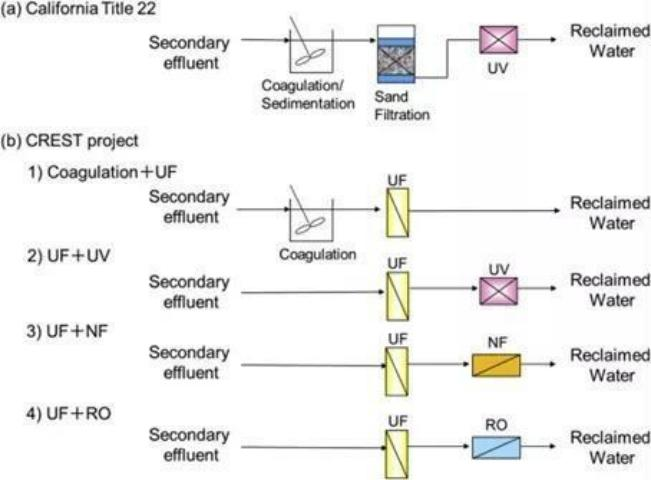 (a) California Title 22
Secondary
effluent
Coagulation/
Sedimentation
Sand
Filtration
UV
Reclaimed
Water
(b) CREST project
1) Coagulation+UF
Secondary
effluent
Coagulation
UF
Reclaimed
Water
2) UF+UV
Secondary
effluent
UF
UV
Reclaimed
Water
3) UF+NF
Secondary
effluent
UF
NF
Reclaimed
Water
4) UF+RO
Secondary
effluent
UF
RO
Reclaimed
Water